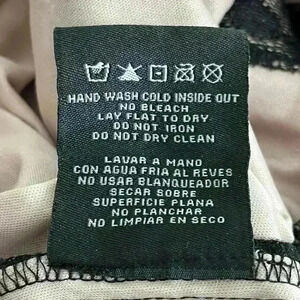 HAND WASH COLD INSIDE OUT
NO BLEACH
LAY FLAT TO DRY
DO NOT IRON
DO NOT DRY CLEAN
LAVAR A MANO
CON AGUA FRIA AL REVES
NO USAR BLANQUEADOR
SECAR SOBRE
SUPERFICIE PLANA
NO PLANCHAR
NO LIMPIAR EN SECO